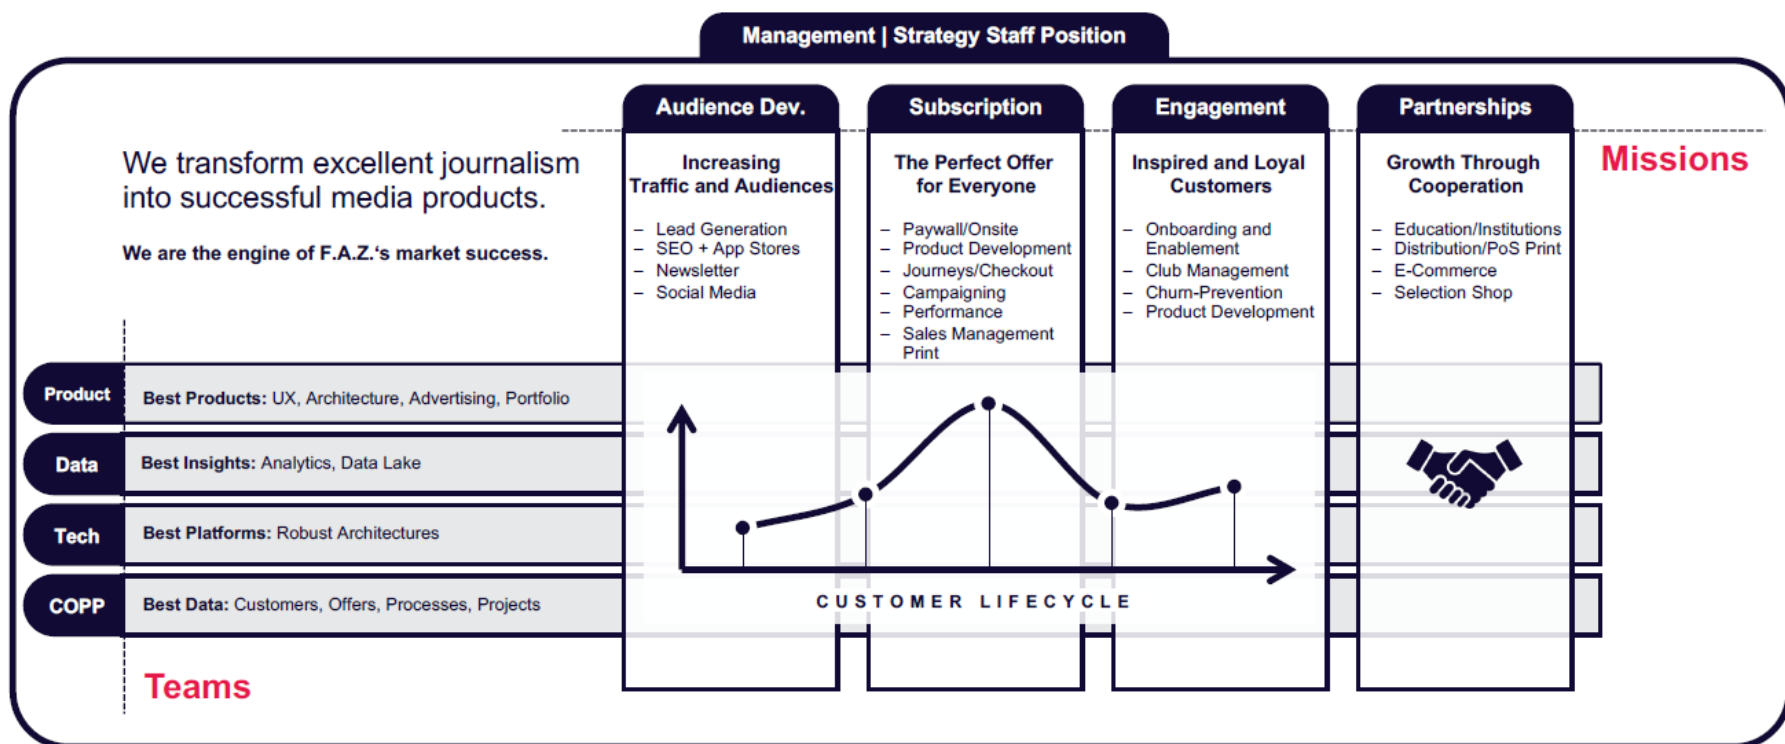 Management | Strategy Staff Position
Audience Dev.
Subscription
Engagement
Partnerships
Missions
We transform excellent journalism
into successful media products.
We are the engine of F.A.Z.‘s market success.
Increasing
Traffic and Audiences
– Lead Generation
– SEO + App Stores
– Newsletter
– Social Media
The Perfect Offer
for Everyone
– Paywall/Onsite
– Product Development
– Journeys/Checkout
– Campaigning
– Performance
– Sales Management
Print
Inspired and Loyal
Customers
– Onboarding and
Enablement
– Club Management
– Churn-Prevention
– Product Development
Growth Through
Cooperation
– Education/Institutions
– Distribution/PoS Print
– E-Commerce
– Selection Shop
Product
Best Products: UX, Architecture, Advertising, Portfolio
Data
Best Insights: Analytics, Data Lake
Tech
Best Platforms: Robust Architectures
COPP
Best Data: Customers, Offers, Processes, Projects
CUSTOMER LIFECYCLE
Teams